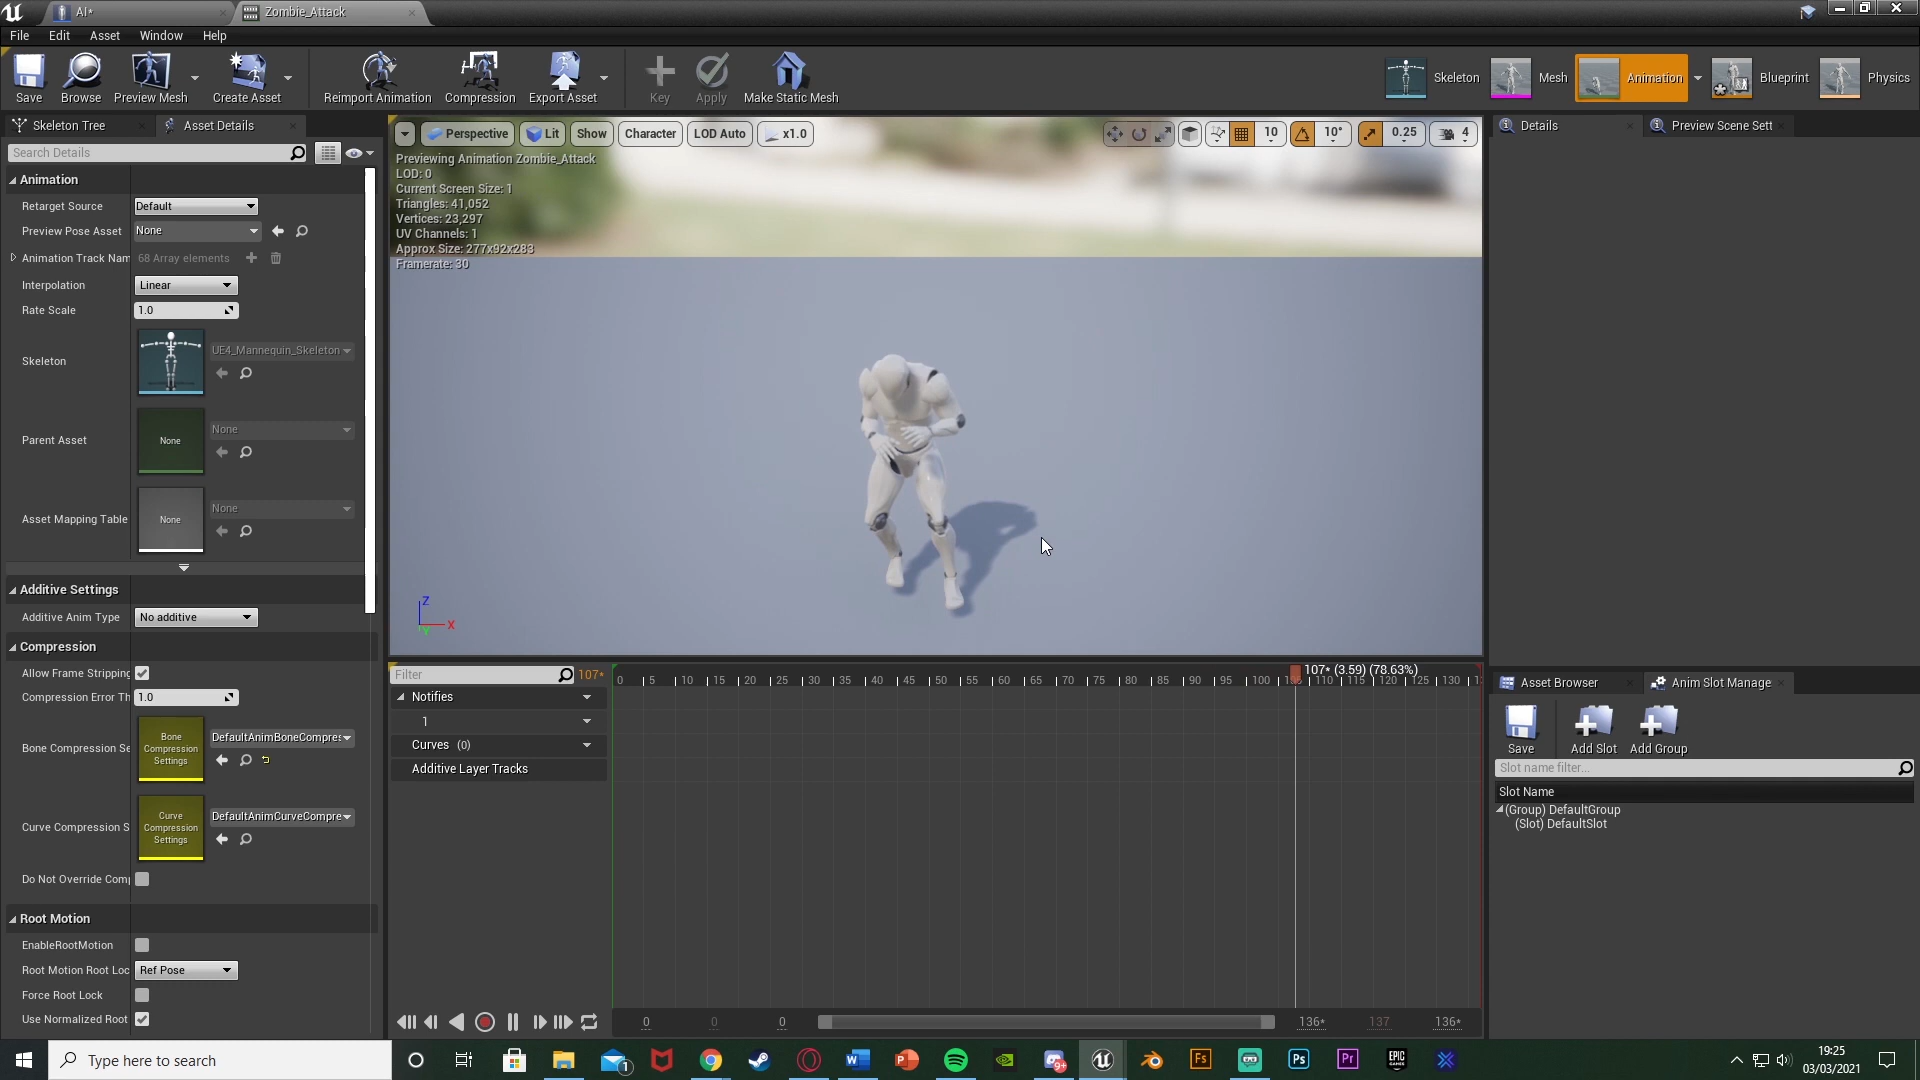 AI*
Zombie_Attack
File Edit Asset Window Help
Save Browse Preview Mesh Create Asset Reimport Animation Compression Export Asset Key Apply Make Static Mesh
Skeleton Mesh Animation Blueprint Physics
Skeleton Tree Asset Details
Search Details
Animation
Retarget Source Default
Preview Pose Asset None
Animation Track Nam 68 Array elements
Interpolation Linear
Rate Scale 1.0
Skeleton UE4_Mannequin_Skeleton
Parent Asset None None
Asset Mapping Table None None
Additive Settings
Additive Anim Type No additive
Compression
Allow Frame Stripping
Compression Error Th 1.0
Bone Compression Se Bone Compression Settings DefaultAnimBoneCompres
Curve Compression S Curve Compression Settings DefaultAnimCurveCompre
Do Not Override Comp
Root Motion
EnableRootMotion
Root Motion Root Loc Ref Pose
Force Root Lock
Use Normalized Root
Perspective Lit Show Character LOD Auto x1.0 10 10° 0.25 4
Previewing Animation Zombie_Attack
LOD: 0
Current Screen Size: 1
Triangles: 41,052
Vertices: 23,297
UV Channels: 1
Approx Size: 277x92x283
Framerate: 30
Z
X
Y
Filter 107*
Notifies
1
Curves (0)
Additive Layer Tracks
107* (3.59) (78.63%)
0 5 10 15 20 25 30 35 40 45 50 55 60 65 70 75 80 85 90 95 100 110 115 120 125 130
0 0 0 136* 137 136*
Details Preview Scene Sett
Asset Browser Anim Slot Manage
Save Add Slot Add Group
Slot name filter...
Slot Name
(Group) DefaultGroup
(Slot) DefaultSlot
Type here to search
1
9+
Fs
Ps
Pr
EPIC GAMES
19:25
03/03/2021